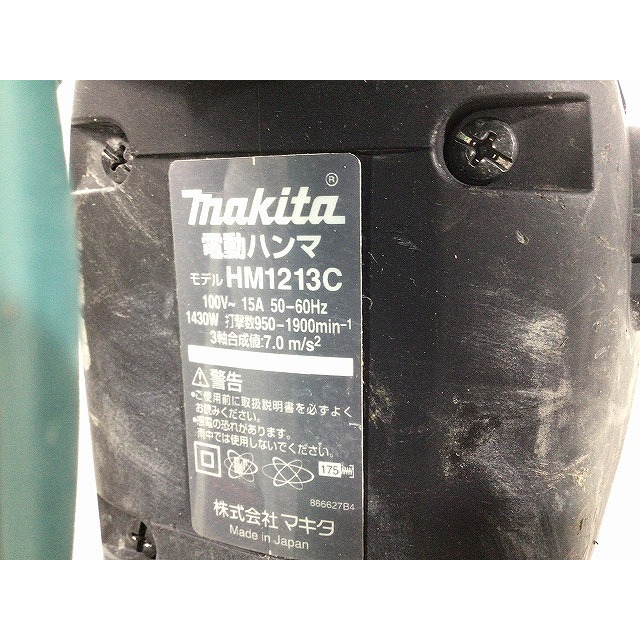 makita®
電動ハンマ
モデル HM1213C
100V~ 15A 50-60Hz
1430W 打撃数950-1900min-1
3軸合成値:7.0 m/s2
⚠警告
•ご使用前に取扱説明書を必ずよく
お読みください。
•感電の恐れがあります。
雨中では使用しないでください。
175
866627B4
株式会社 マキタ
Made in Japan